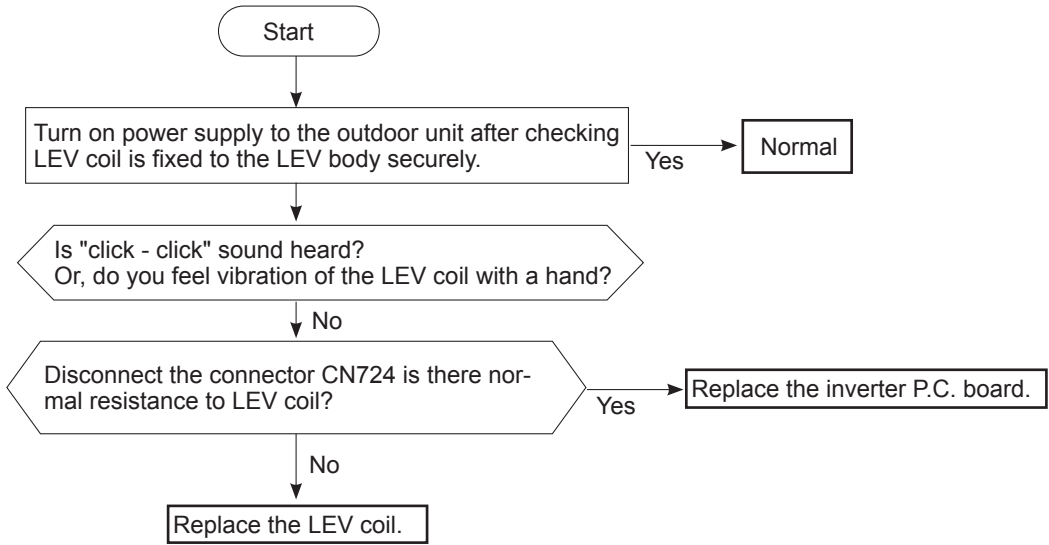 Start
Turn on power supply to the outdoor unit after checking
LEV coil is fixed to the LEV body securely.
Yes
Normal
Is "click - click" sound heard?
Or, do you feel vibration of the LEV coil with a hand?
No
Disconnect the connector CN724 is there nor-
mal resistance to LEV coil?
Yes
Replace the inverter P.C. board.
No
Replace the LEV coil.